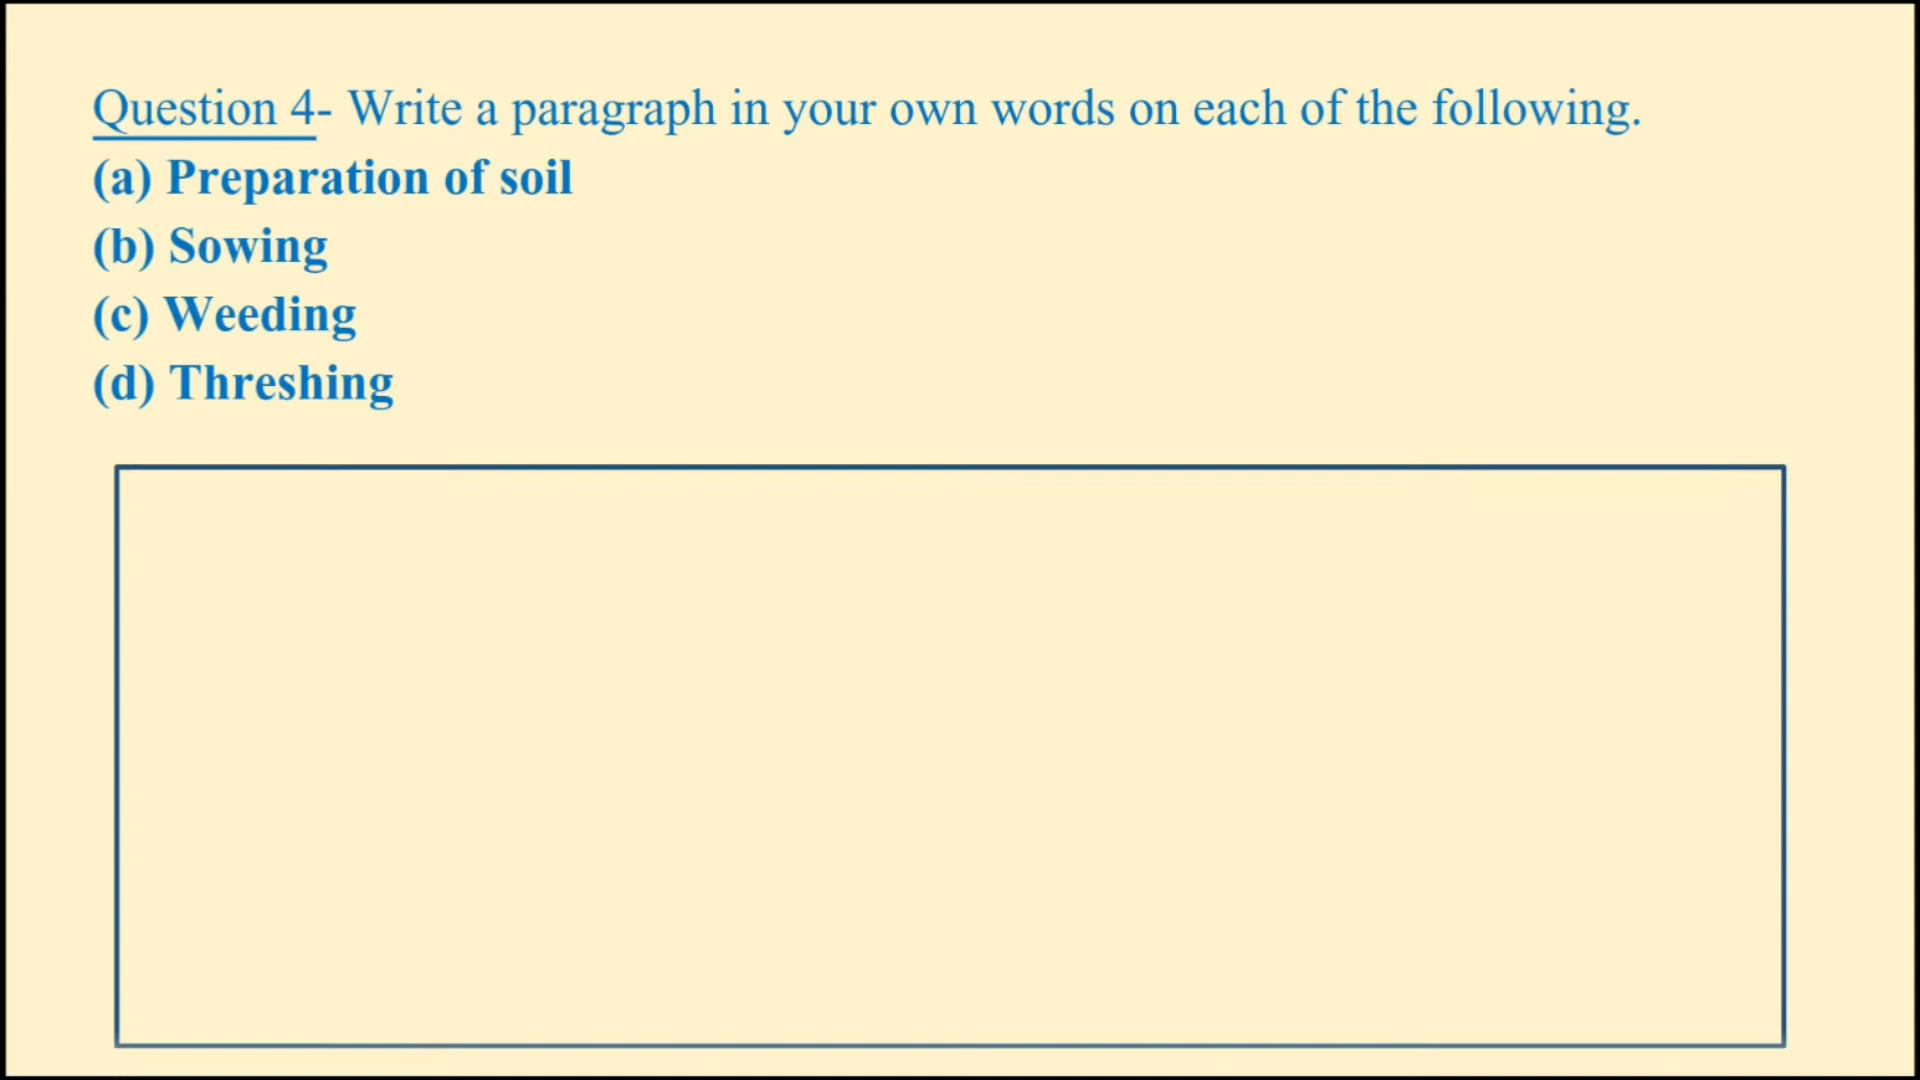 Question 4- Write a paragraph in your own words on each of the following.
(a) Preparation of soil
(b) Sowing
(c) Weeding
(d) Threshing